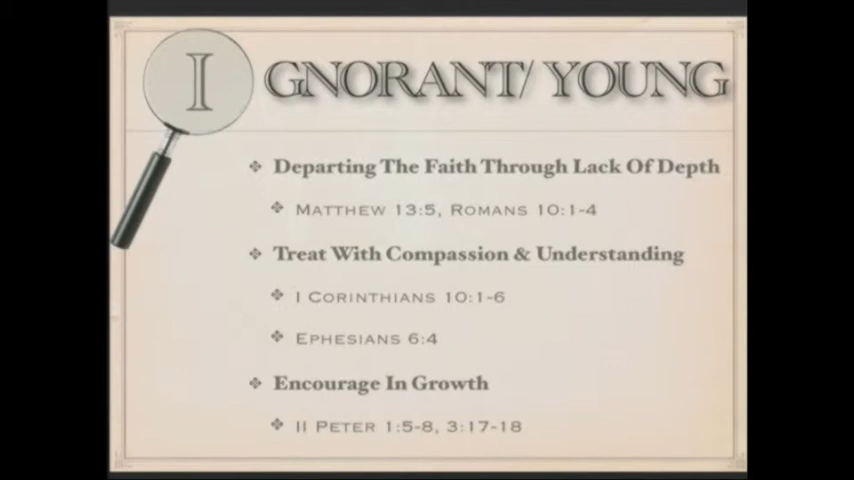 IGNORANT/ YOUNG
Departing The Faith Through Lack Of Depth
Matthew 13:5, Romans 10:1-4
Treat With Compassion & Understanding
I Corinthians 10:1-6
Ephesians 6:4
Encourage In Growth
II Peter 1:5-8, 3:17-18